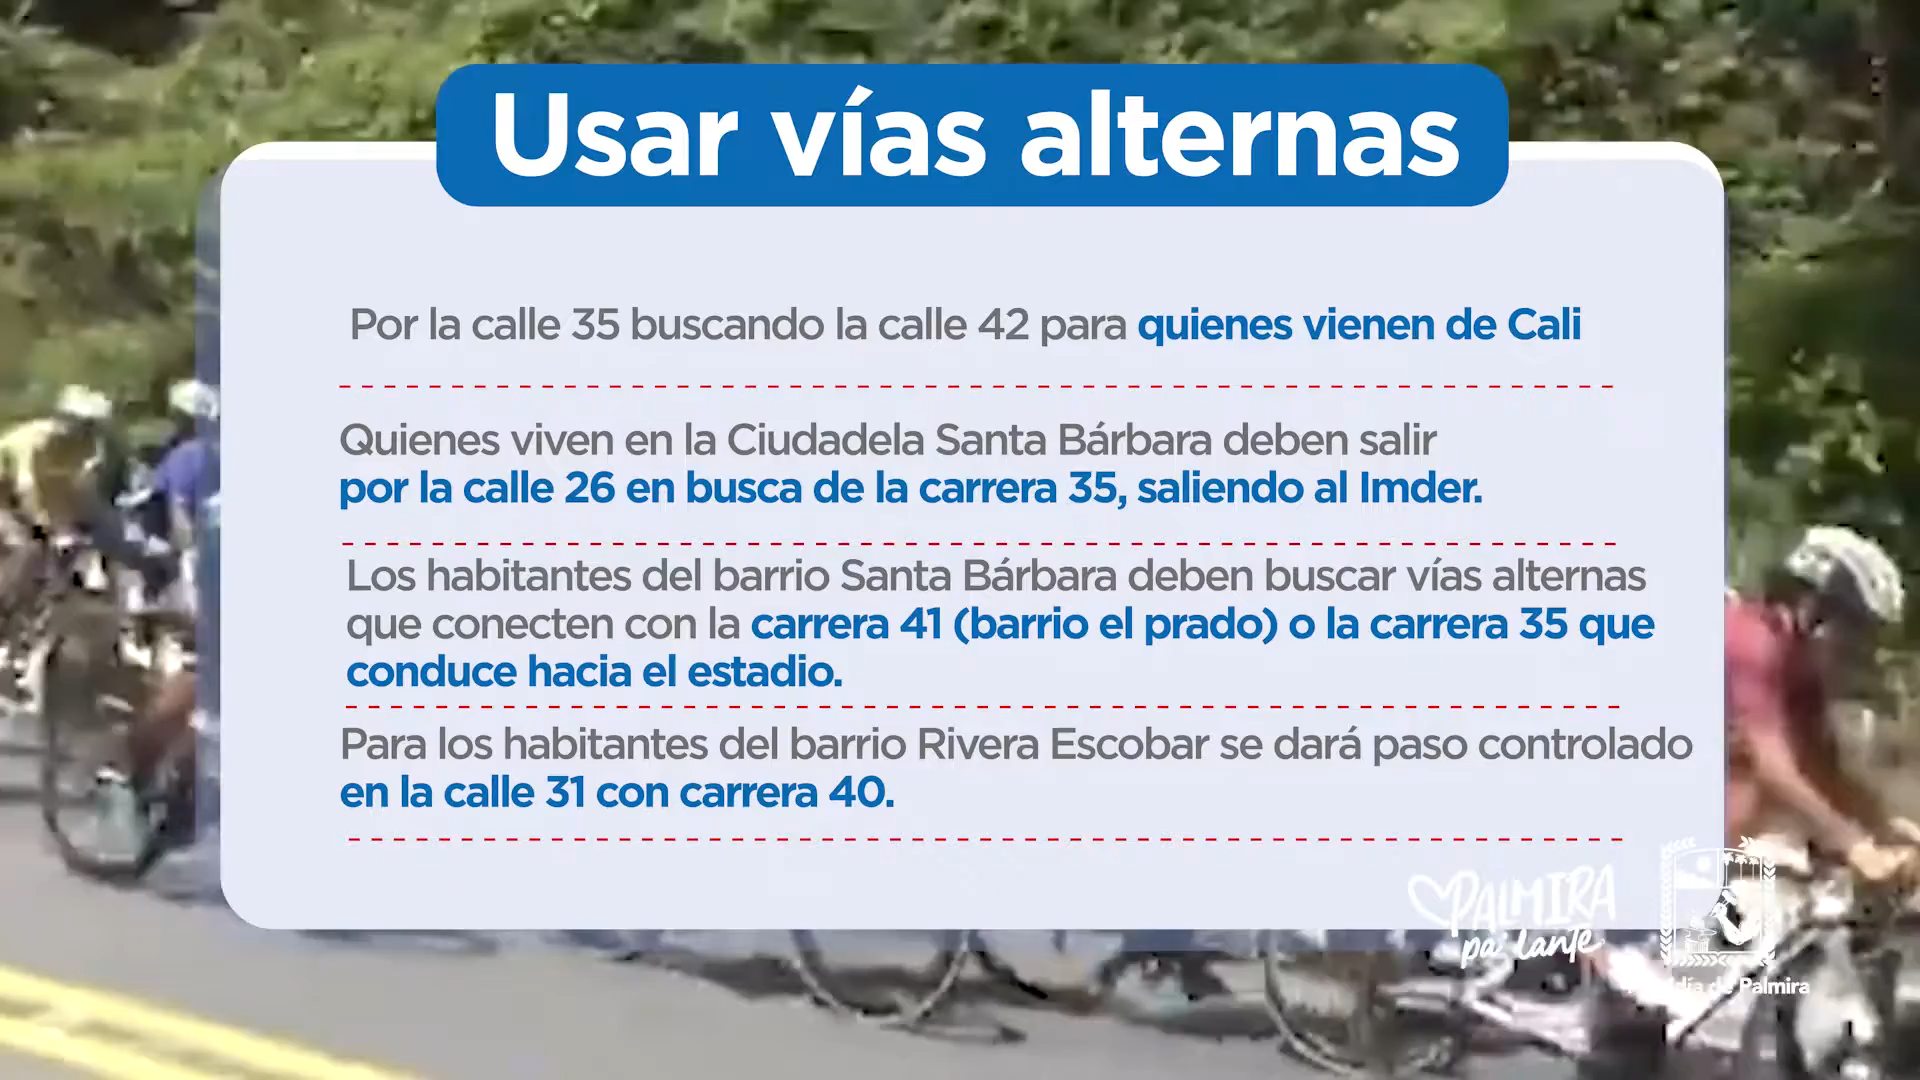 Usar vías alternas
Por la calle 35 buscando la calle 42 para quienes vienen de Cali
Quienes viven en la Ciudadela Santa Bárbara deben salir
por la calle 26 en busca de la carrera 35, saliendo al Imder.
Los habitantes del barrio Santa Bárbara deben buscar vías alternas
que conecten con la carrera 41 (barrio el prado) o la carrera 35 que
conduce hacia el estadio.
Para los habitantes del barrio Rivera Escobar se dará paso controlado
en la calle 31 con carrera 40.
PALMIRA
pa' lante
de Palmira